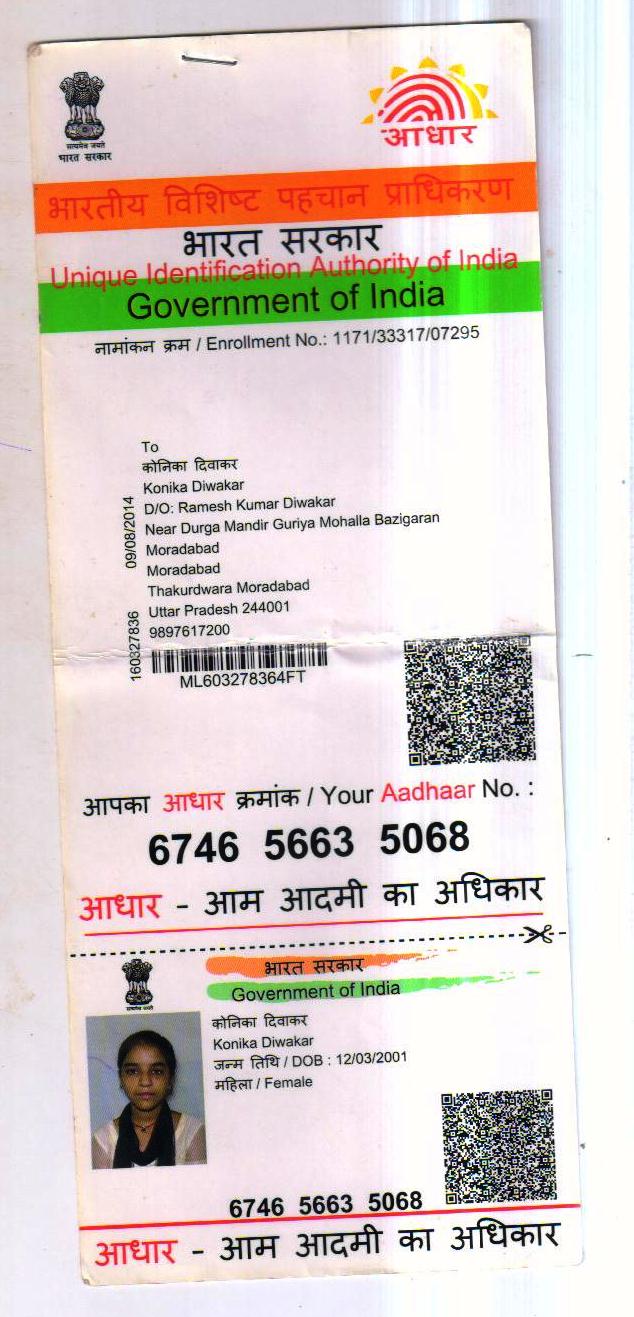 सत्यमेव जयते
भारत सरकार
आधार
भारतीय विशिष्ट पहचान प्राधिकरण
भारत सरकार
Unique Identification Authority of India
Government of India
नामांकन क्रम / Enrollment No.: 1171/33317/07295
To
कोनिका दिवाकर
Konika Diwakar
D/O: Ramesh Kumar Diwakar
Near Durga Mandir Guriya Mohalla Bazigaran
Moradabad
Moradabad
Thakurdwara Moradabad
Uttar Pradesh 244001
9897617200
09/08/2014
160327836
ML603278364FT
आपका आधार क्रमांक / Your Aadhaar No. :
6746 5663 5068
आधार - आम आदमी का अधिकार
सत्यमेव जयते
भारत सरकार
Government of India
कोनिका दिवाकर
Konika Diwakar
जन्म तिथि / DOB : 12/03/2001
महिला / Female
6746 5663 5068
आधार - आम आदमी का अधिकार